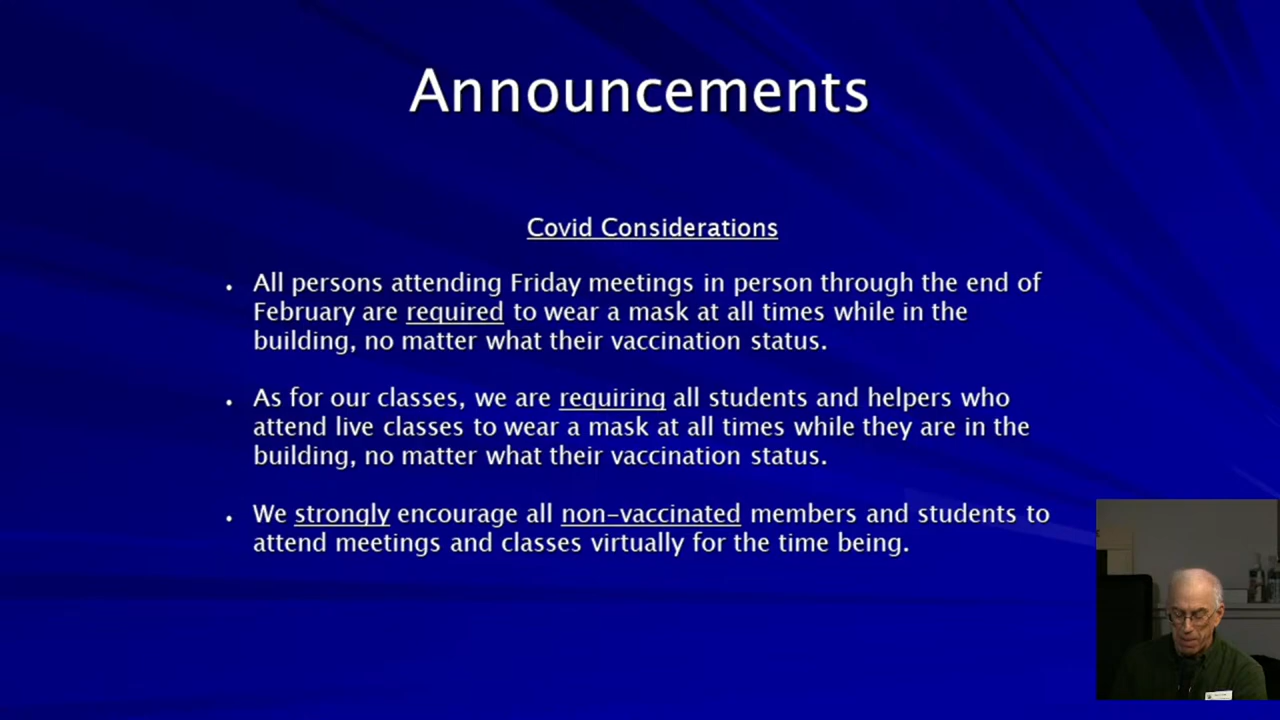 Announcements
Covid Considerations
• All persons attending Friday meetings in person through the end of
February are required to wear a mask at all times while in the
building, no matter what their vaccination status.
• As for our classes, we are requiring all students and helpers who
attend live classes to wear a mask at all times while they are in the
building, no matter what their vaccination status.
• We strongly encourage all non-vaccinated members and students to
attend meetings and classes virtually for the time being.